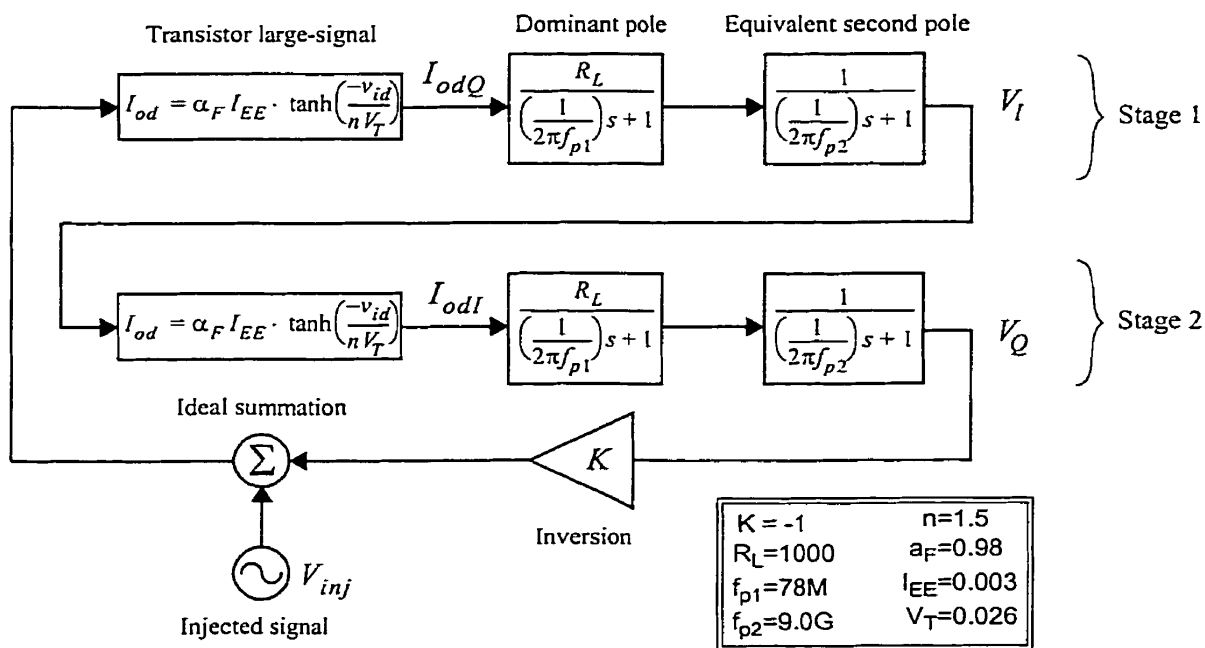 Transistor large-signal
Dominant pole
Equivalent second pole
I_od = α_F I_EE · tanh(-v_id / n V_T)
I_odQ
R_L / ((1 / 2πf_p1) s + 1)
1 / ((1 / 2πf_p2) s + 1)
V_I
Stage 1
I_od = α_F I_EE · tanh(-v_id / n V_T)
I_odI
R_L / ((1 / 2πf_p1) s + 1)
1 / ((1 / 2πf_p2) s + 1)
V_Q
Stage 2
Ideal summation
Σ
K
Inversion
V_inj
Injected signal
K = -1
n=1.5
R_L=1000
a_F=0.98
f_p1=78M
I_EE=0.003
f_p2=9.0G
V_T=0.026